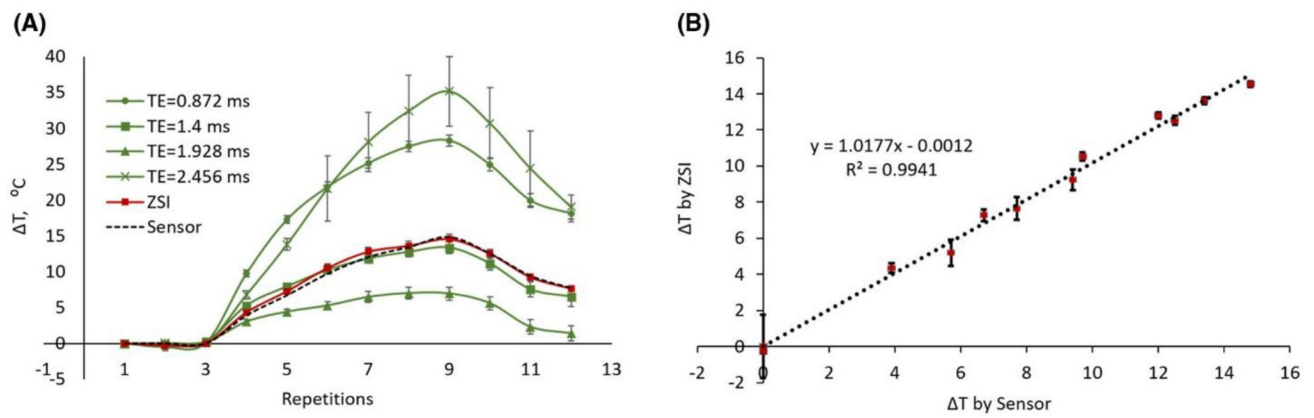 (A)
ΔT, °C
40
35
30
25
20
15
10
5
0
-5
-1
1
3
5
7
9
11
13
Repetitions
TE=0.872 ms
TE=1.4 ms
TE=1.928 ms
TE=2.456 ms
ZSI
Sensor
(B)
ΔT by ZSI
16
14
12
10
8
6
4
2
0
-2
-2
0
2
4
6
8
10
12
14
16
ΔT by Sensor
y = 1.0177x - 0.0012
R² = 0.9941